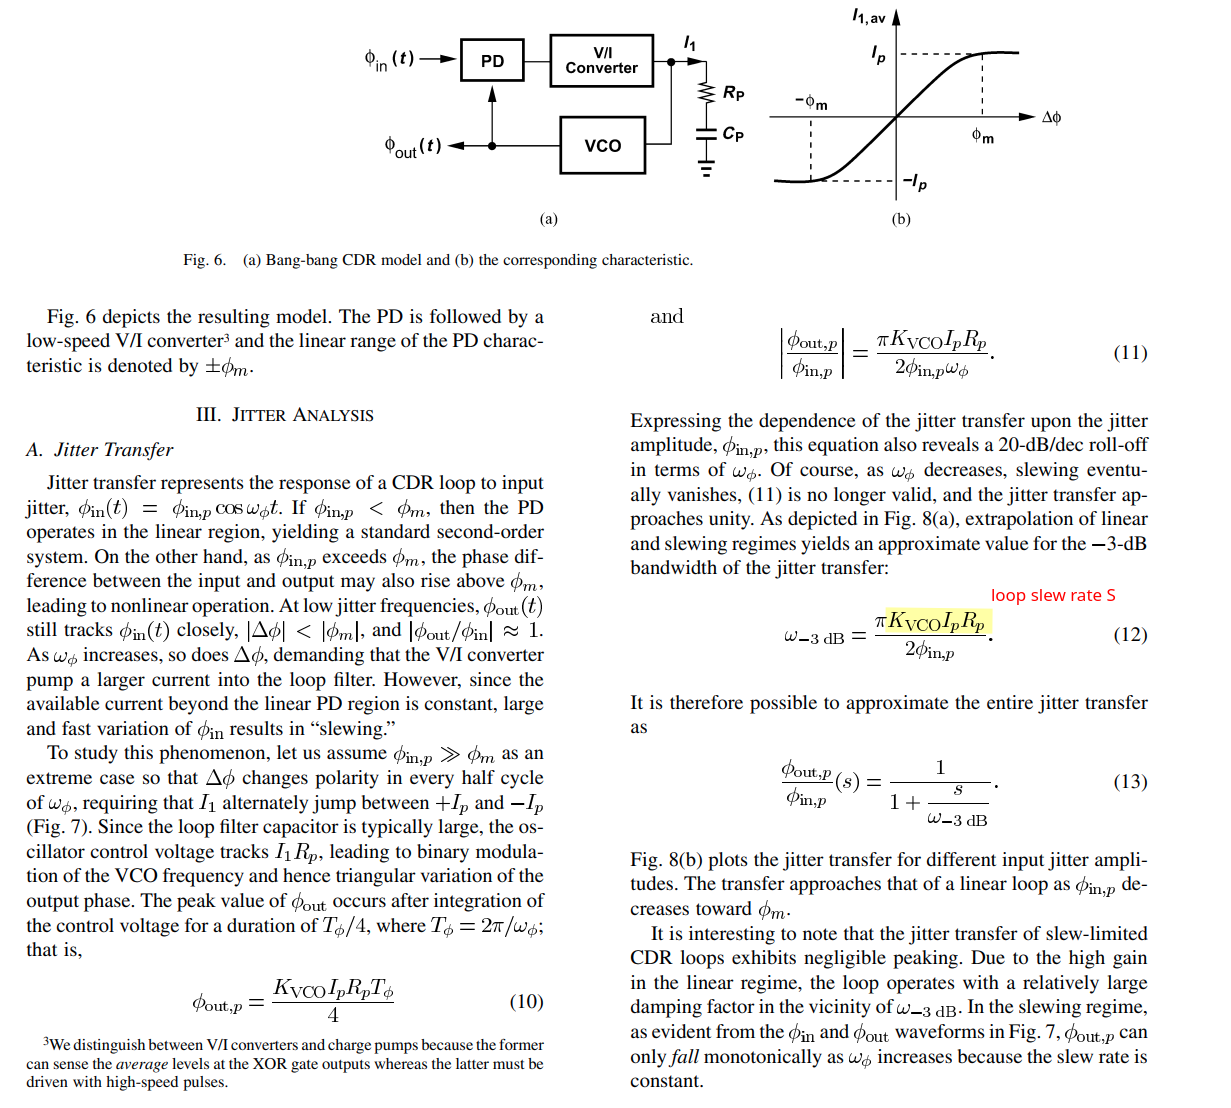 ϕin (t)
PD
V/I
Converter
I1
RP
CP
ϕout (t)
VCO
(a)
I1,av
Ip
−ϕm
Δϕ
ϕm
−Ip
(b)
Fig. 6. (a) Bang-bang CDR model and (b) the corresponding characteristic.
Fig. 6 depicts the resulting model. The PD is followed by a
low-speed V/I converter³ and the linear range of the PD charac-
teristic is denoted by ±ϕm.
III. JITTER ANALYSIS
A. Jitter Transfer
Jitter transfer represents the response of a CDR loop to input
jitter, ϕin(t) = ϕin,p cos ωϕt. If ϕin,p < ϕm, then the PD
operates in the linear region, yielding a standard second-order
system. On the other hand, as ϕin,p exceeds ϕm, the phase dif-
ference between the input and output may also rise above ϕm,
leading to nonlinear operation. At low jitter frequencies, ϕout(t)
still tracks ϕin(t) closely, |Δϕ| < |ϕm|, and |ϕout/ϕin| ≈ 1.
As ωϕ increases, so does Δϕ, demanding that the V/I converter
pump a larger current into the loop filter. However, since the
available current beyond the linear PD region is constant, large
and fast variation of ϕin results in “slewing.”
To study this phenomenon, let us assume ϕin,p ≫ ϕm as an
extreme case so that Δϕ changes polarity in every half cycle
of ωϕ, requiring that I1 alternately jump between +Ip and −Ip
(Fig. 7). Since the loop filter capacitor is typically large, the os-
cillator control voltage tracks I1Rp, leading to binary modula-
tion of the VCO frequency and hence triangular variation of the
output phase. The peak value of ϕout occurs after integration of
the control voltage for a duration of Tϕ/4, where Tϕ = 2π/ωϕ;
that is,
ϕout,p = KVCOIpRpTϕ / 4 (10)
³We distinguish between V/I converters and charge pumps because the former
can sense the average levels at the XOR gate outputs whereas the latter must be
driven with high-speed pulses.
and
|ϕout,p / ϕin,p| = πKVCOIpRp / 2ϕin,pωϕ. (11)
Expressing the dependence of the jitter transfer upon the jitter
amplitude, ϕin,p, this equation also reveals a 20-dB/dec roll-off
in terms of ωϕ. Of course, as ωϕ decreases, slewing eventu-
ally vanishes, (11) is no longer valid, and the jitter transfer ap-
proaches unity. As depicted in Fig. 8(a), extrapolation of linear
and slewing regimes yields an approximate value for the −3-dB
bandwidth of the jitter transfer:
loop slew rate S
ω−3 dB = πKVCOIpRp / 2ϕin,p. (12)
It is therefore possible to approximate the entire jitter transfer
as
ϕout,p / ϕin,p (s) = 1 / (1 + s / ω−3 dB). (13)
Fig. 8(b) plots the jitter transfer for different input jitter ampli-
tudes. The transfer approaches that of a linear loop as ϕin,p de-
creases toward ϕm.
It is interesting to note that the jitter transfer of slew-limited
CDR loops exhibits negligible peaking. Due to the high gain
in the linear regime, the loop operates with a relatively large
damping factor in the vicinity of ω−3 dB. In the slewing regime,
as evident from the ϕin and ϕout waveforms in Fig. 7, ϕout,p can
only fall monotonically as ωϕ increases because the slew rate is
constant.